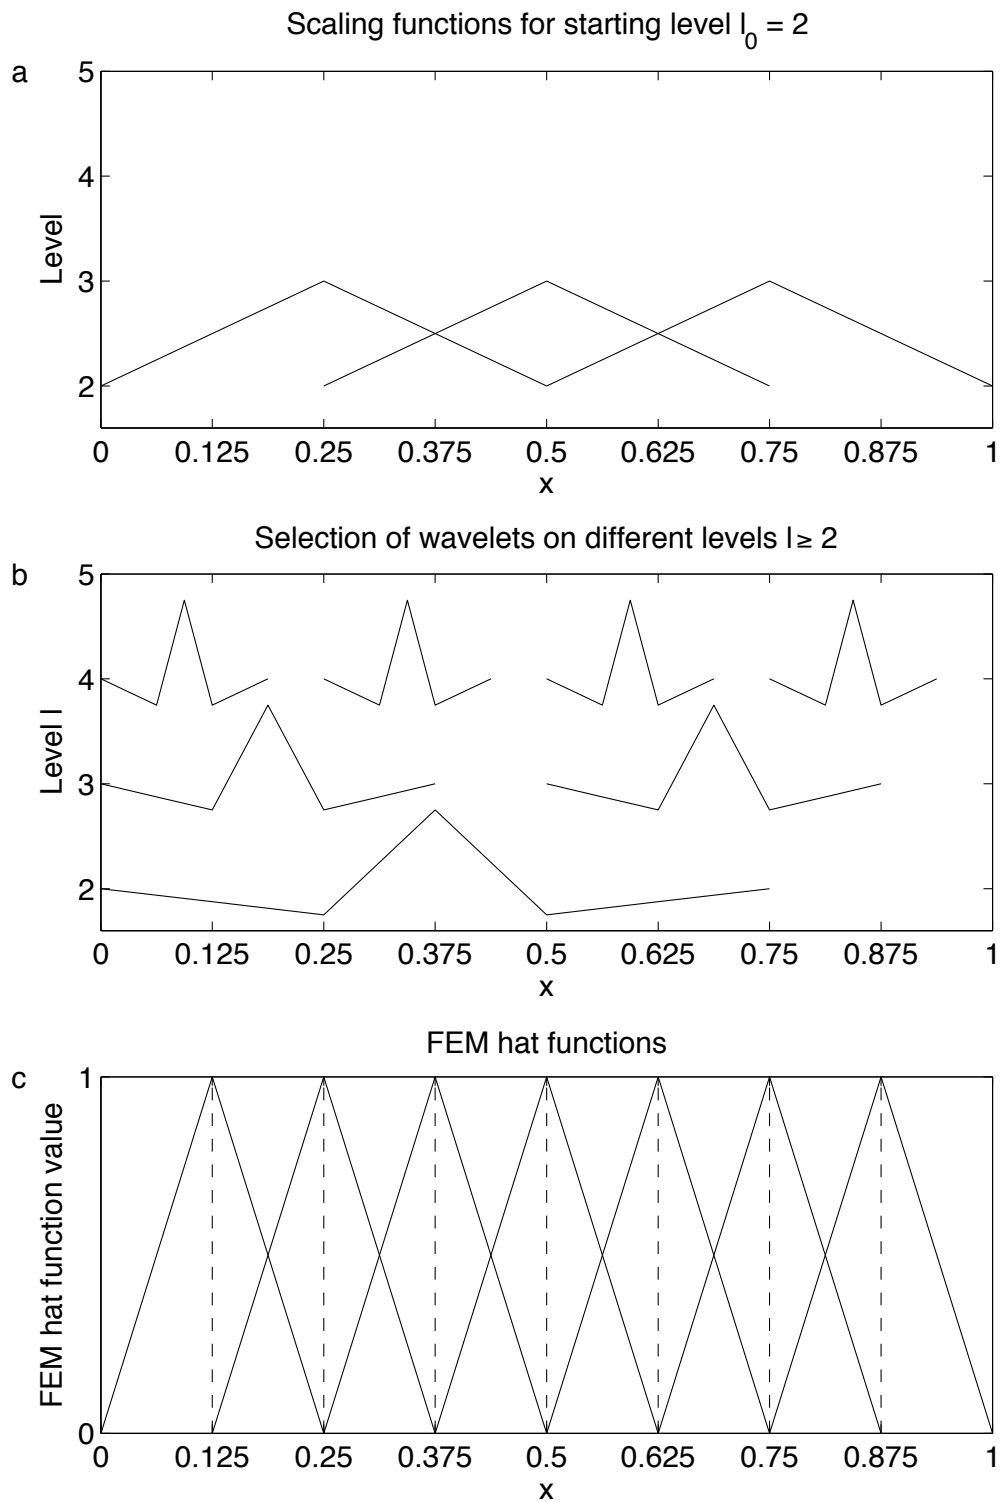 Scaling functions for starting level l₀ = 2
a
5
4
3
2
Level
0 0.125 0.25 0.375 0.5 0.625 0.75 0.875 1
x
Selection of wavelets on different levels l ≥ 2
b
5
4
3
2
Level l
0 0.125 0.25 0.375 0.5 0.625 0.75 0.875 1
x
FEM hat functions
c
1
0
FEM hat function value
0 0.125 0.25 0.375 0.5 0.625 0.75 0.875 1
x